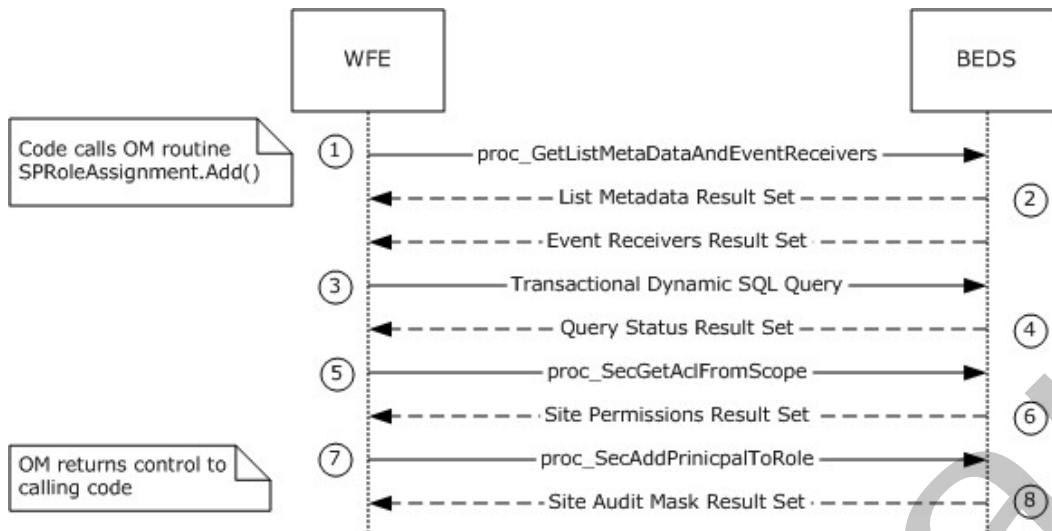 WFE
BEDS
Code calls OM routine
SPRoleAssignment.Add()
1
proc_GetListMetaDataAndEventReceivers
List Metadata Result Set
2
Event Receivers Result Set
3
Transactional Dynamic SQL Query
Query Status Result Set
4
5
proc_SecGetAclFromScope
Site Permissions Result Set
6
OM returns control to
calling code
7
proc_SecAddPrinicpalToRole
Site Audit Mask Result Set
8